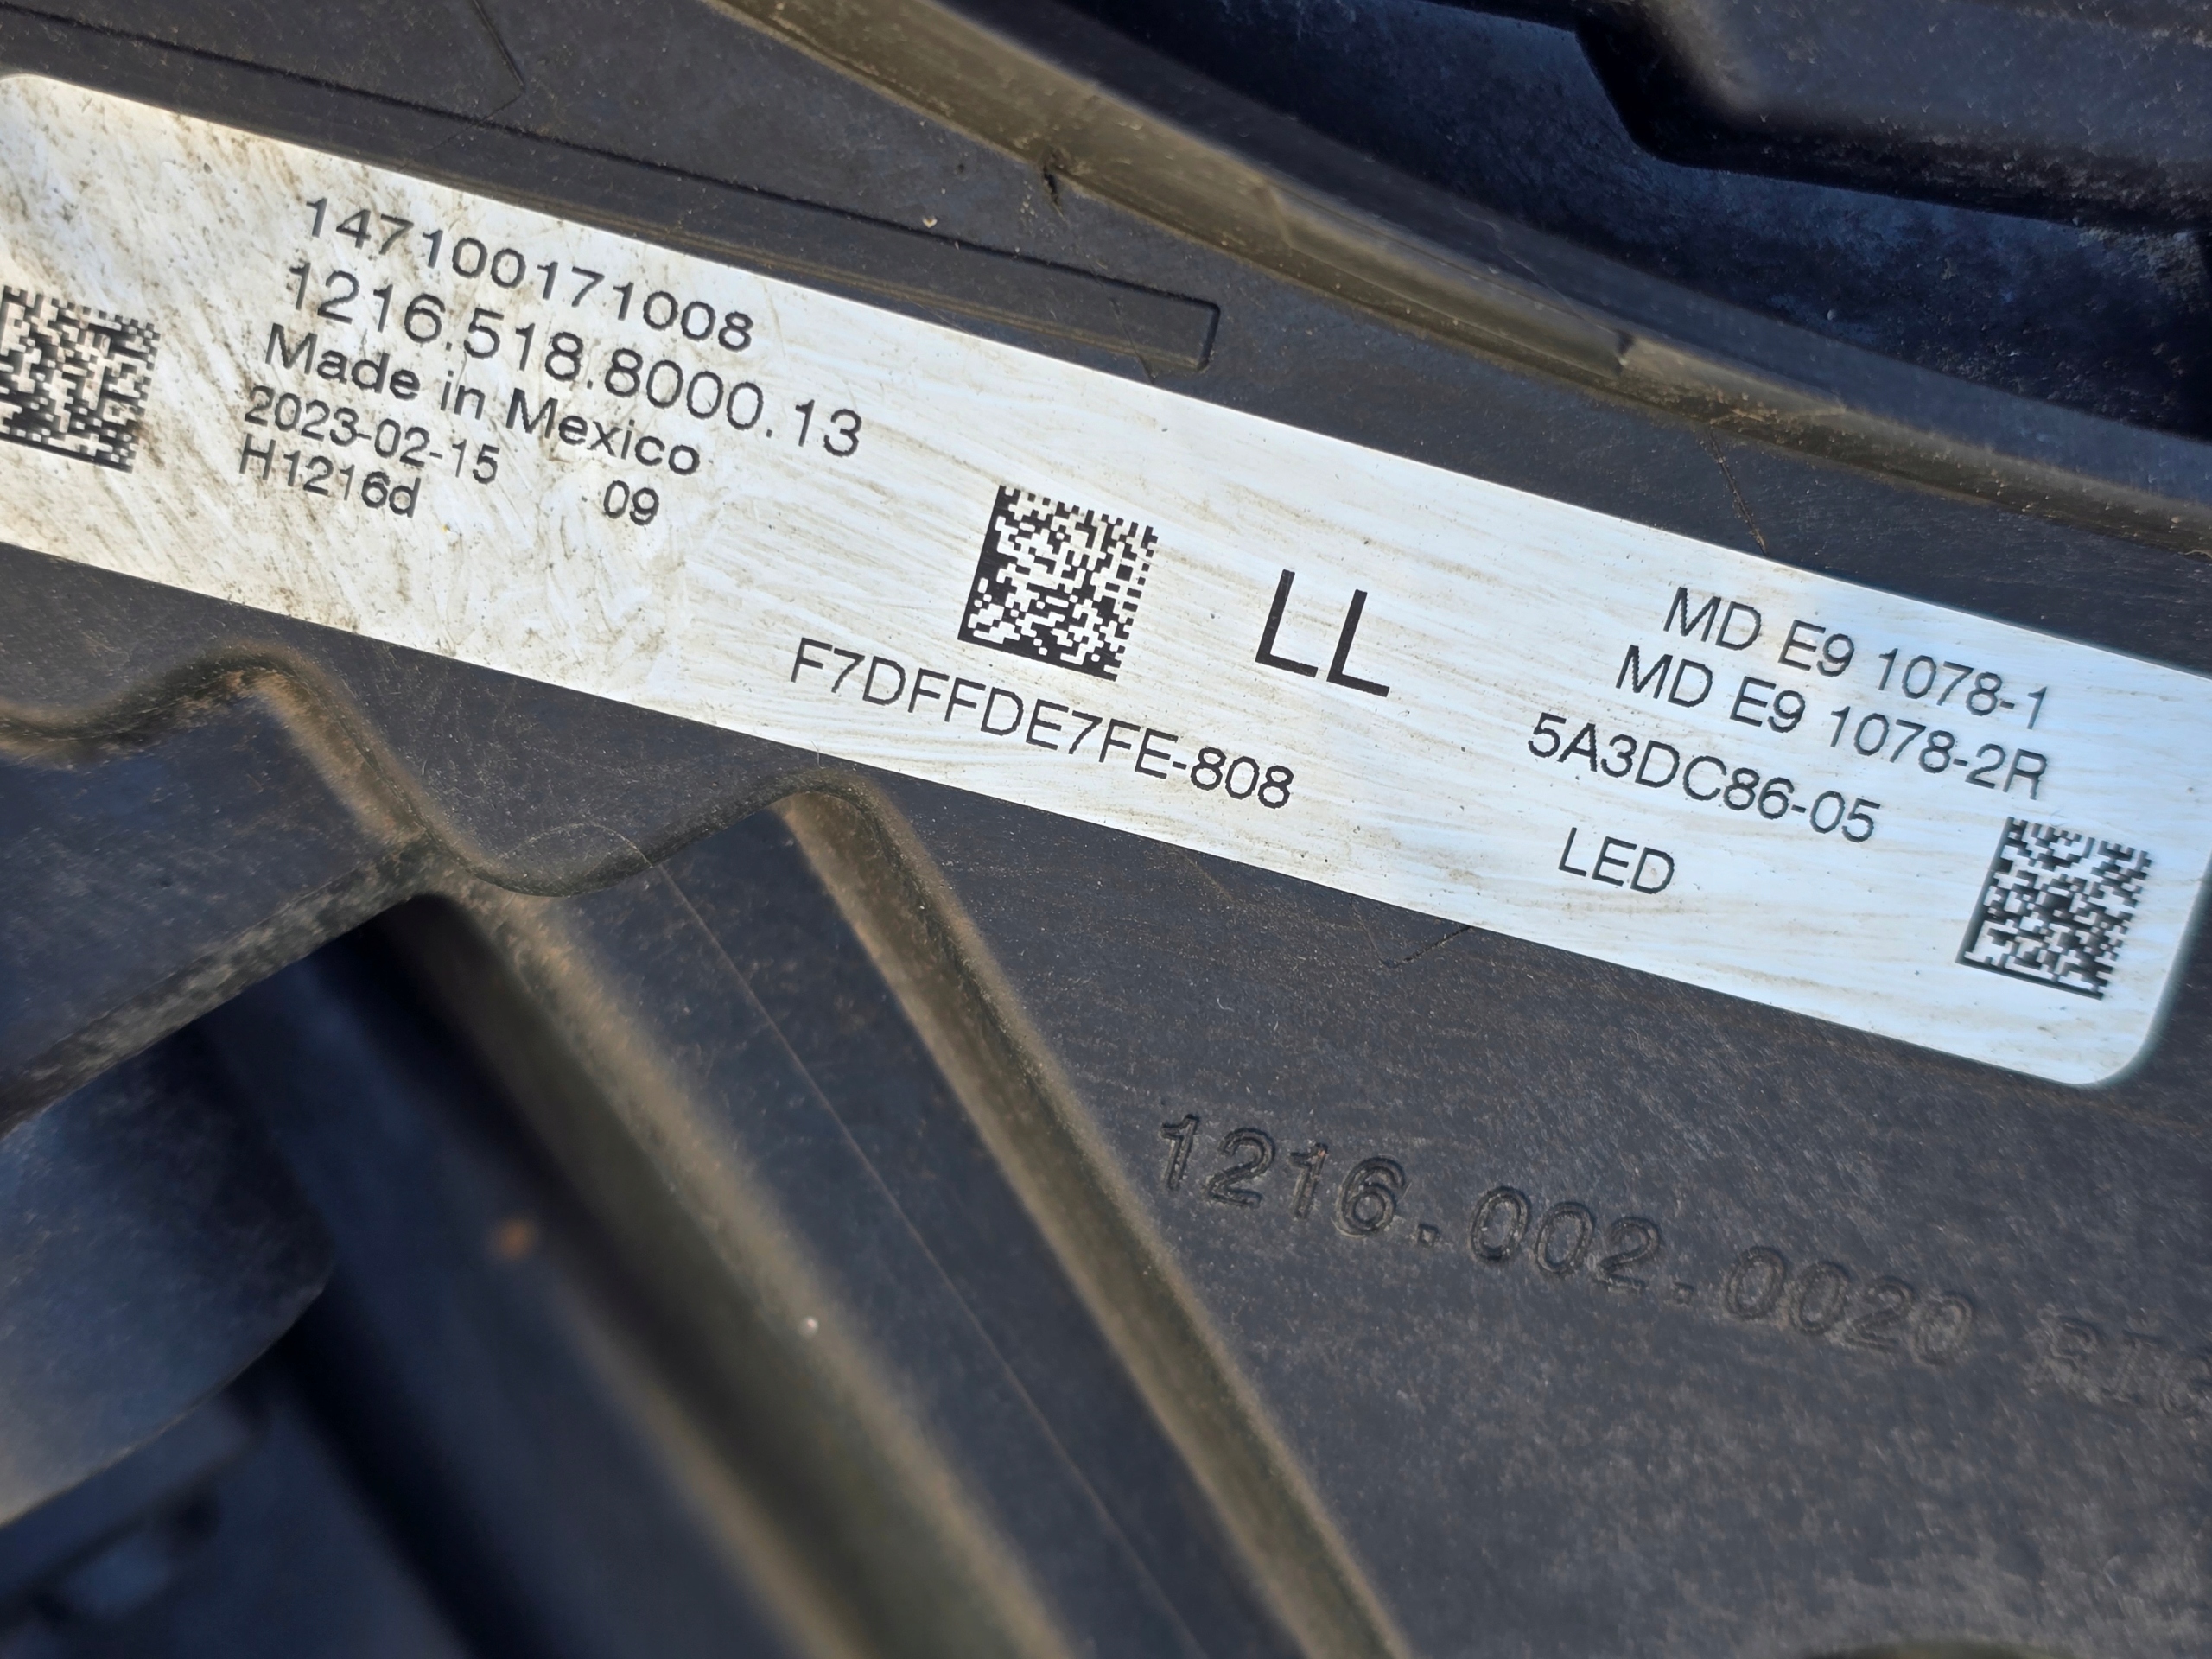 147100171008
1216.518.8000.13
Made in Mexico
2023-02-15 09
H1216d
LL
F7DFFDE7FE-808
MD E9 1078-1
MD E9 1078-2R
5A3DC86-05
LED
1216.002.0020